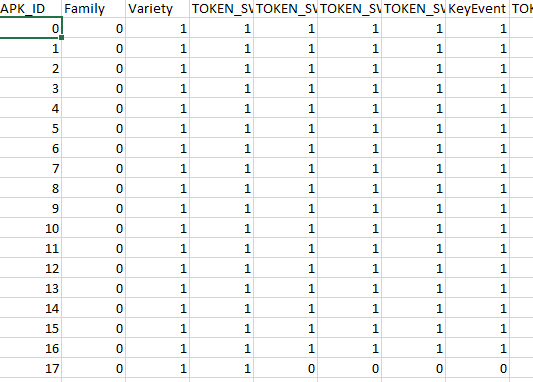 APK_ID Family Variety TOKEN_SV TOKEN_SV TOKEN_SV TOKEN_SV KeyEvent TOK
0 0 1 1 1 1 1 1
1 0 1 1 1 1 1 1
2 0 1 1 1 1 1 1
3 0 1 1 1 1 1 1
4 0 1 1 1 1 1 1
5 0 1 1 1 1 1 1
6 0 1 1 1 1 1 1
7 0 1 1 1 1 1 1
8 0 1 1 1 1 1 1
9 0 1 1 1 1 1 1
10 0 1 1 1 1 1 1
11 0 1 1 1 1 1 1
12 0 1 1 1 1 1 1
13 0 1 1 1 1 1 1
14 0 1 1 1 1 1 1
15 0 1 1 1 1 1 1
16 0 1 1 1 1 1 1
17 0 1 1 0 0 0 0